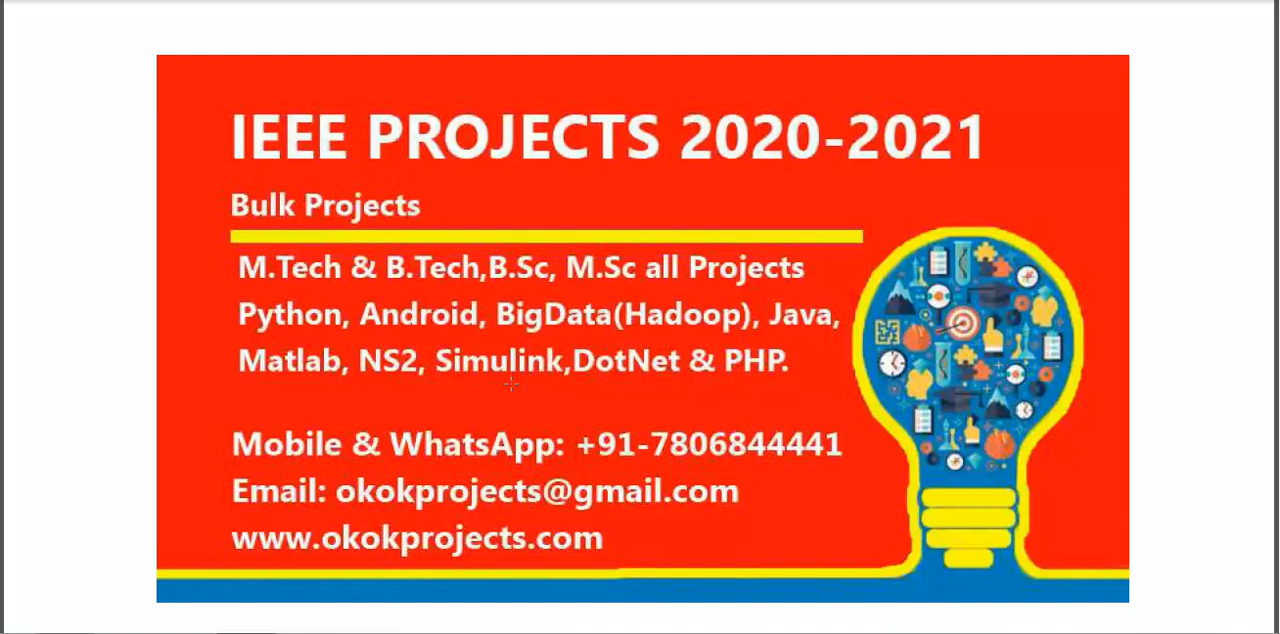 IEEE PROJECTS 2020-2021
Bulk Projects
M.Tech & B.Tech,B.Sc, M.Sc all Projects
Python, Android, BigData(Hadoop), Java,
Matlab, NS2, Simulink,DotNet & PHP.
Mobile & WhatsApp: +91-7806844441
Email: okokprojects@gmail.com
www.okokprojects.com